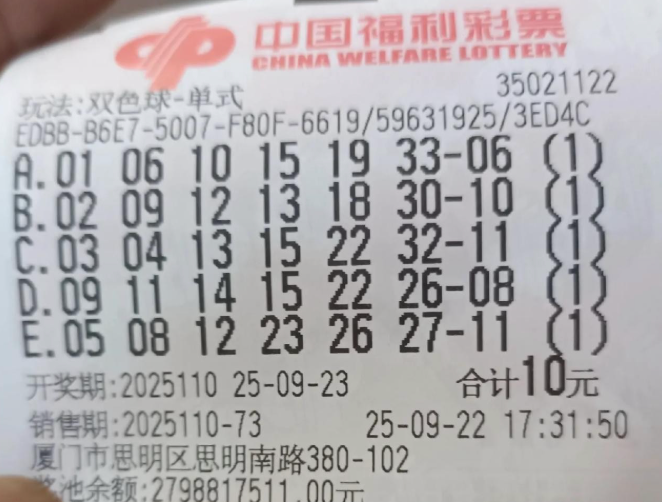 中国福利彩票
CHINA WELFARE LOTTERY
35021122
玩法:双色球-单式
EDBB-B6E7-5007-F80F-6619/59631925/3ED4C
A.01 06 10 15 19 33-06 (1)
B.02 09 12 13 18 30-10 (1)
C.03 04 13 15 22 32-11 (1)
D.09 11 14 15 22 26-08 (1)
E.05 08 12 23 26 27-11 (1)
开奖期:2025110 25-09-23 合计10元
销售期:2025110-73 25-09-22 17:31:50
厦门市思明区思明南路380-102
奖池余额:2798817511.00元